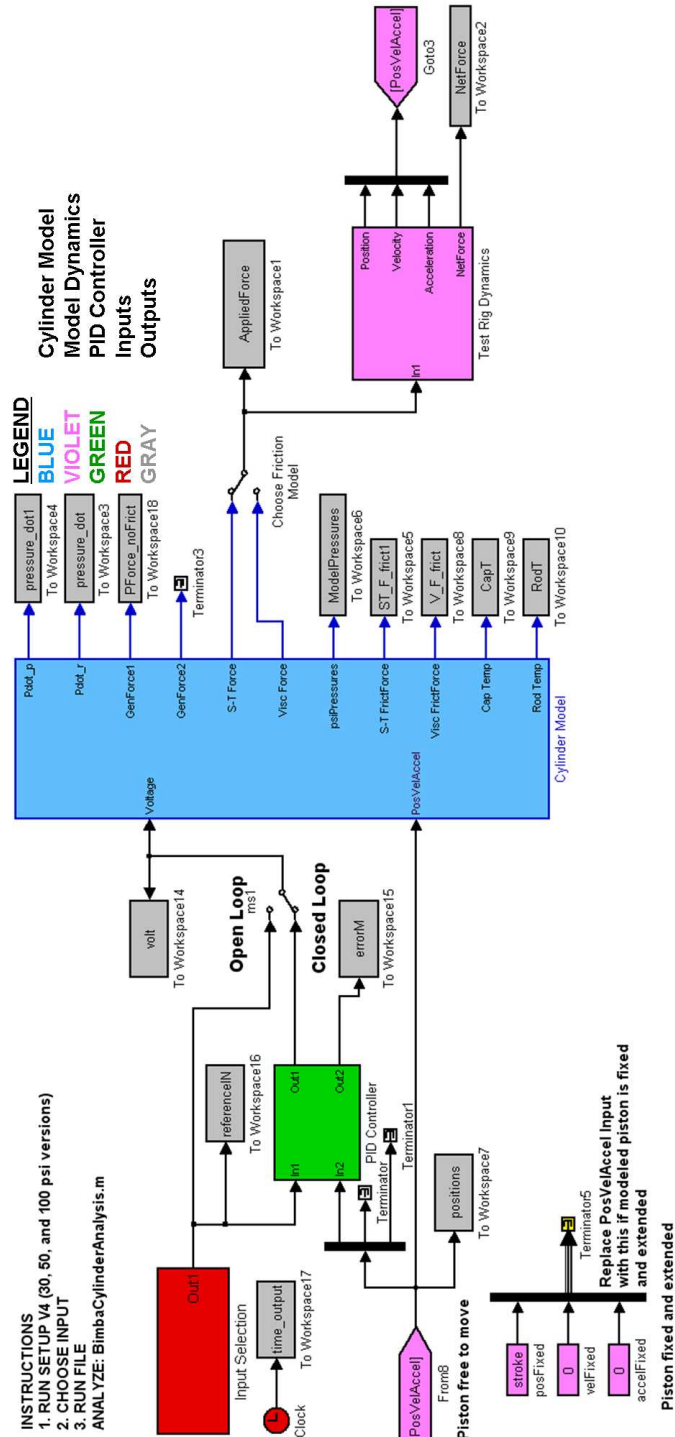 INSTRUCTIONS
1. RUN SETUP V4 (30, 50, and 100 psi versions)
2. CHOOSE INPUT
3. RUN FILE
ANALYZE: BimbaCylinderAnalysis.m
LEGEND
BLUE Cylinder Model
VIOLET Model Dynamics
GREEN PID Controller
RED Inputs
GRAY Outputs
Out1
Input Selection
Clock
time_output
To Workspace17
referenceIN
To Workspace16
In1
In2
Out1
Out2
PID Controller
Terminator
Terminator1
[PosVelAccel]
From8
Piston free to move
positions
To Workspace7
volt
To Workspace14
Open Loop
ms1
Closed Loop
errorM
To Workspace15
stroke
posFixed
0
velFixed
0
accelFixed
Terminator5
Replace PosVelAccel Input
with this if modeled piston is fixed
and extended
Piston fixed and extended
Voltage
PosVelAccel
Pdot_p
Pdot_r
GenForce1
GenForce2
S-T Force
Visc Force
psiPressures
S-T FrictForce
Visc FrictForce
Cap Temp
Rod Temp
Cylinder Model
pressure_dot1
To Workspace4
pressure_dot
To Workspace3
PForce_noFrict
To Workspace18
Terminator3
Choose Friction
Model
ModelPressures
To Workspace6
ST_F_frict1
To Workspace5
V_F_frict
To Workspace8
CapT
To Workspace9
RodT
To Workspace10
AppliedForce
To Workspace1
In1
Position
Velocity
Acceleration
NetForce
Test Rig Dynamics
[PosVelAccel]
Goto3
NetForce
To Workspace2